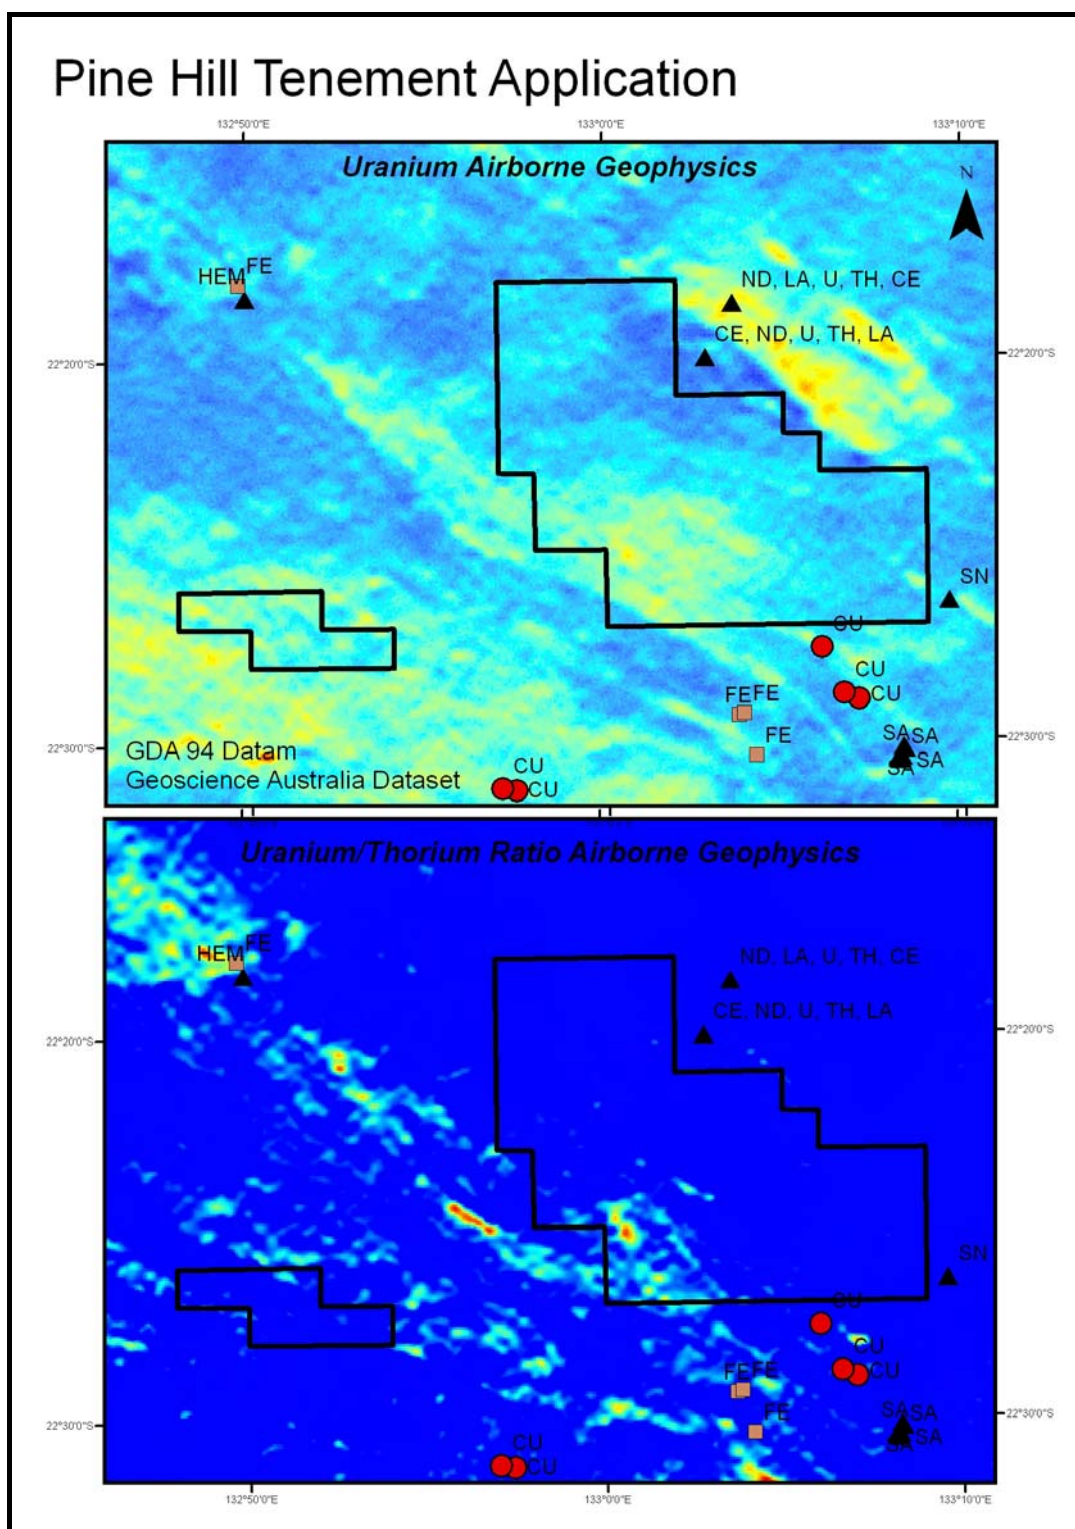 Pine Hill Tenement Application
132°50'0"E 133°0'0"E 133°10'0"E
Uranium Airborne Geophysics
N
HEM FE
ND, LA, U, TH, CE
CE, ND, U, TH, LA
22°20'0"S 22°20'0"S
SN
CU
CU
CU
FE FE
FE
SA SA
SA
SA
22°30'0"S 22°30'0"S
GDA 94 Datam
Geoscience Australia Dataset
CU
CU
Uranium/Thorium Ratio Airborne Geophysics
HEM FE
ND, LA, U, TH, CE
CE, ND, U, TH, LA
22°20'0"S 22°20'0"S
SN
CU
CU
CU
FE FE
FE
SA SA
SA
SA
22°30'0"S 22°30'0"S
CU
CU
132°50'0"E 133°0'0"E 133°10'0"E